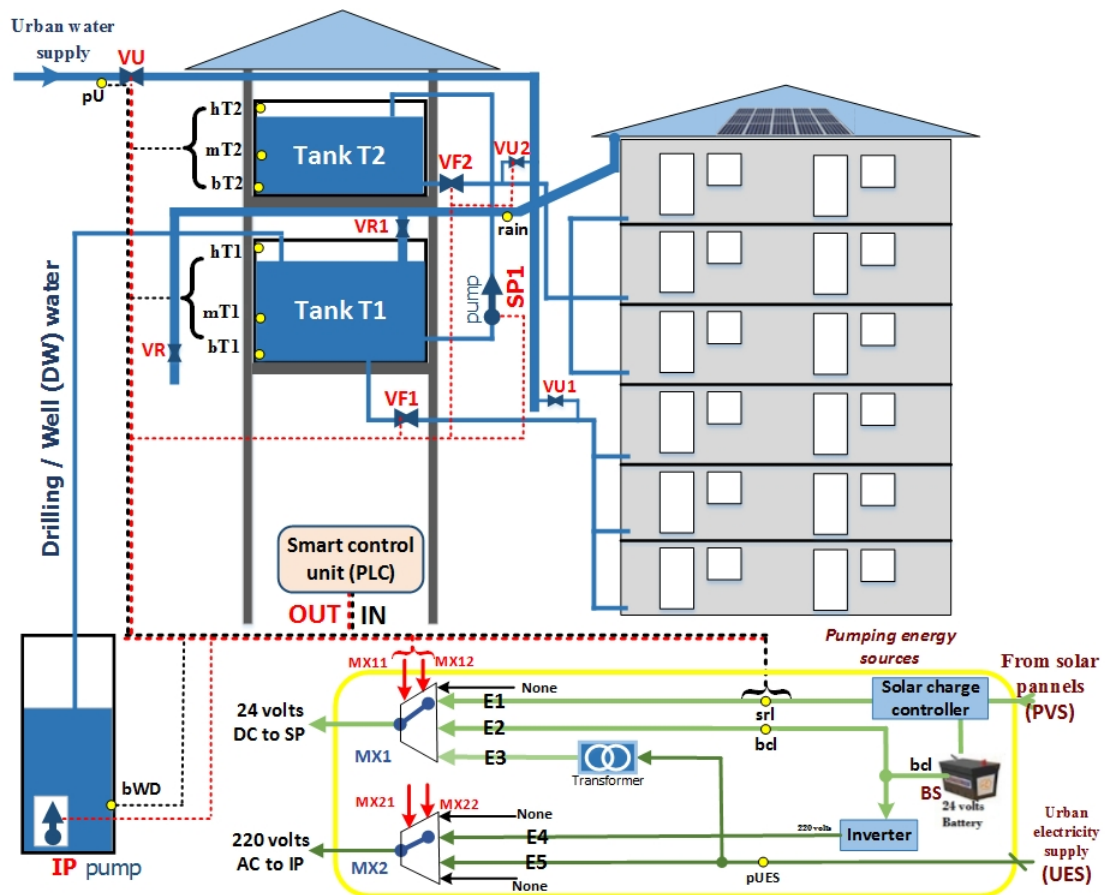 Urban water
supply
VU
pU
hT2
mT2
bT2
Tank T2
VF2
VU2
VR1
rain
hT1
mT1
bT1
Tank T1
pump
SP1
VR
VF1
VU1
Drilling / Well (DW) water
Smart control
unit (PLC)
OUT
IN
bWD
IP pump
Pumping energy
sources
MX11
MX12
None
From solar
pannels
(PVS)
Solar charge
controller
E1
srl
24 volts
DC to SP
E2
bcl
MX1
E3
Transformer
bcl
BS
24 volts
Battery
MX21
MX22
None
220 volts
AC to IP
MX2
E4
220 volts
Inverter
E5
pUES
None
Urban
electricity
supply
(UES)